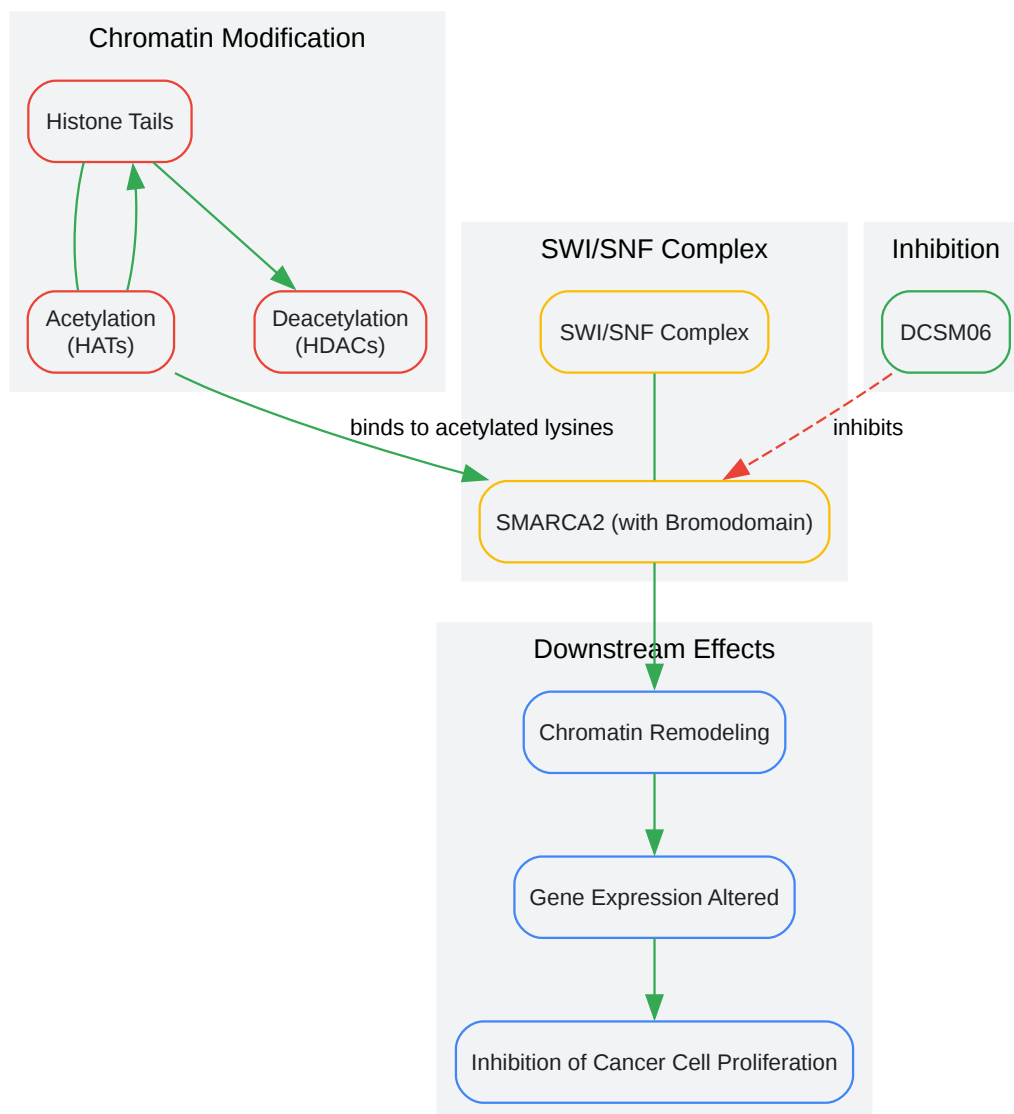 Chromatin Modification
Histone Tails
Acetylation
(HATs)
Deacetylation
(HDACs)
SWI/SNF Complex
SWI/SNF Complex
Inhibition
DCSM06
binds to acetylated lysines
inhibits
SMARCA2 (with Bromodomain)
Downstream Effects
Chromatin Remodeling
Gene Expression Altered
Inhibition of Cancer Cell Proliferation